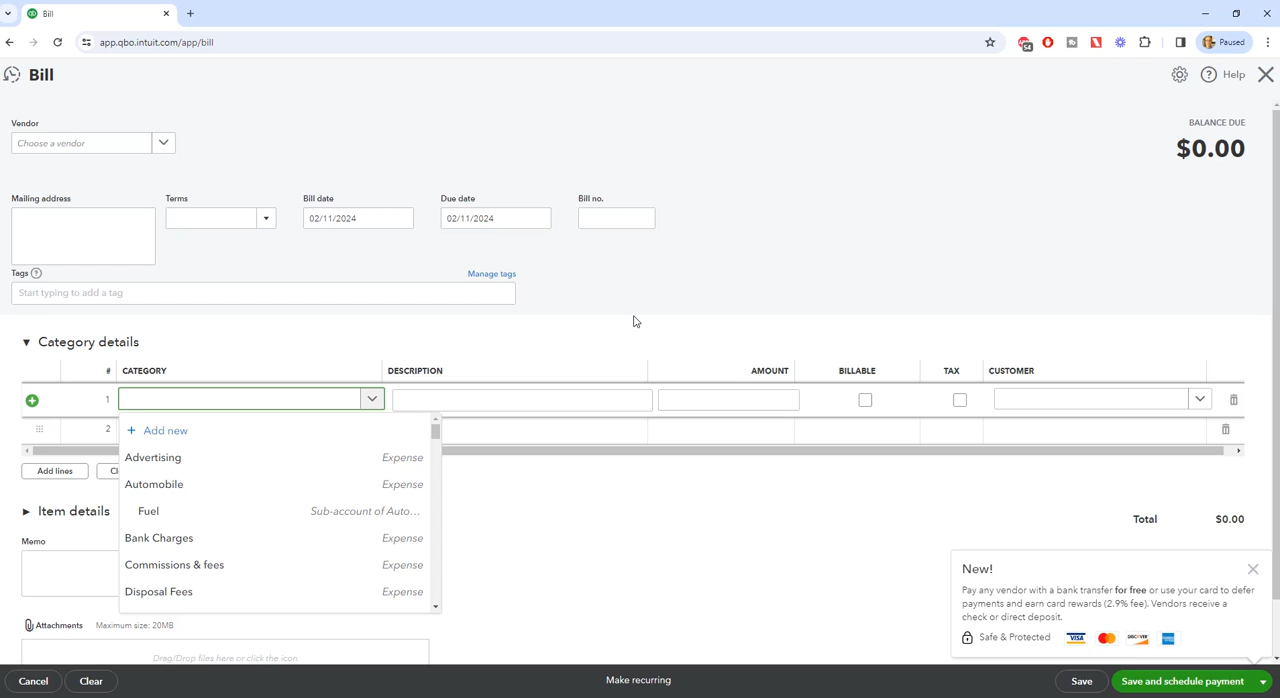 Bill
app.qbo.intuit.com/app/bill
54
Paused
Bill
Help
Vendor
Choose a vendor
BALANCE DUE
$0.00
Mailing address
Terms
Bill date
Due date
Bill no.
02/11/2024
02/11/2024
Tags ?
Manage tags
Start typing to add a tag
Category details
# CATEGORY DESCRIPTION AMOUNT BILLABLE TAX CUSTOMER
1
+ Add new
2
Advertising Expense
Add lines
Automobile Expense
Fuel Sub-account of Auto…
Item details
Total $0.00
Memo
Bank Charges Expense
Commissions & fees Expense
Disposal Fees Expense
New!
Pay any vendor with a bank transfer for free or use your card to defer
payments and earn card rewards (2.9% fee). Vendors receive a
check or direct deposit.
Safe & Protected VISA DISCOVER
Attachments Maximum size: 20MB
Drag/Drop files here or click the icon
Cancel
Clear
Make recurring
Save
Save and schedule payment